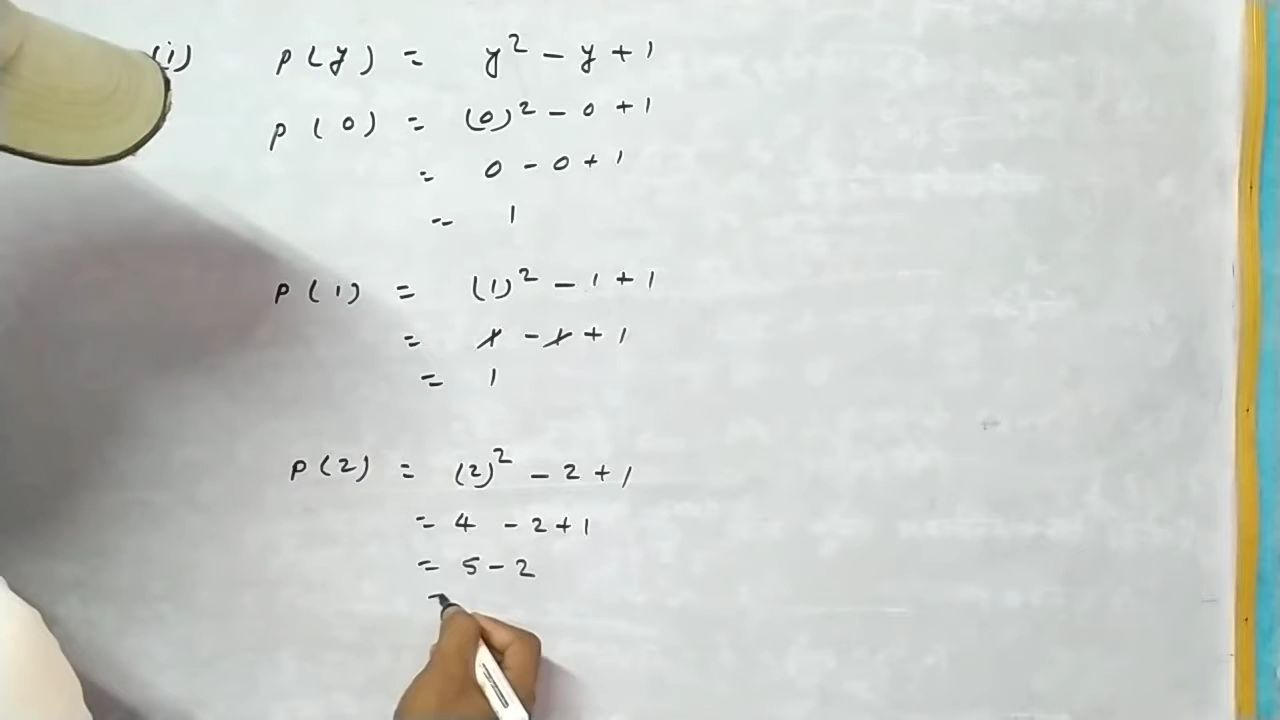 (i) p(y) = y² - y + 1
p(0) = (0)² - 0 + 1
= 0 - 0 + 1
= 1
p(1) = (1)² - 1 + 1
= 1 - 1 + 1
= 1
p(2) = (2)² - 2 + 1
= 4 - 2 + 1
= 5 - 2